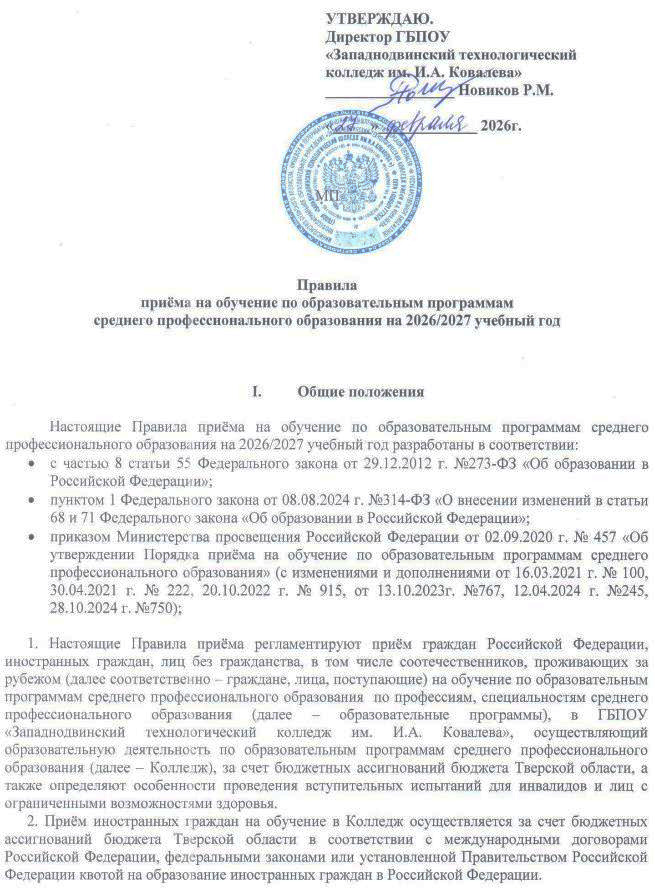 УТВЕРЖДАЮ.
Директор ГБПОУ
«Западнодвинский технологический
колледж им. И.А. Ковалева»
Новиков Р.М.
«27» февраля 2026г.
МП
Правила
приёма на обучение по образовательным программам
среднего профессионального образования на 2026/2027 учебный год
I. Общие положения
Настоящие Правила приёма на обучение по образовательным программам среднего
профессионального образования на 2026/2027 учебный год разработаны в соответствии:
• с частью 8 статьи 55 Федерального закона от 29.12.2012 г. №273-ФЗ «Об образовании в
Российской Федерации»;
• пунктом 1 Федерального закона от 08.08.2024 г. №314-ФЗ «О внесении изменений в статьи
68 и 71 Федерального закона «Об образовании в Российской Федерации»;
• приказом Министерства просвещения Российской Федерации от 02.09.2020 г. № 457 «Об
утверждении Порядка приёма на обучение по образовательным программам среднего
профессионального образования» (с изменениями и дополнениями от 16.03.2021 г. № 100,
30.04.2021 г. № 222, 20.10.2022 г. № 915, от 13.10.2023г. №767, 12.04.2024 г. №245,
28.10.2024 г. №750);
1. Настоящие Правила приёма регламентируют приём граждан Российской Федерации,
иностранных граждан, лиц без гражданства, в том числе соотечественников, проживающих за
рубежом (далее соответственно – граждане, лица, поступающие) на обучение по образовательным
программам среднего профессионального образования по профессиям, специальностям среднего
профессионального образования (далее – образовательные программы), в ГБПОУ
«Западнодвинский технологический колледж им. И.А. Ковалева», осуществляющий
образовательную деятельность по образовательным программам среднего профессионального
образования (далее – Колледж), за счет бюджетных ассигнований бюджета Тверской области, а
также определяют особенности проведения вступительных испытаний для инвалидов и лиц с
ограниченными возможностями здоровья.
2. Приём иностранных граждан на обучение в Колледж осуществляется за счет бюджетных
ассигнований бюджета Тверской области в соответствии с международными договорами
Российской Федерации, федеральными законами или установленной Правительством Российской
Федерации квотой на образование иностранных граждан в Российской Федерации.